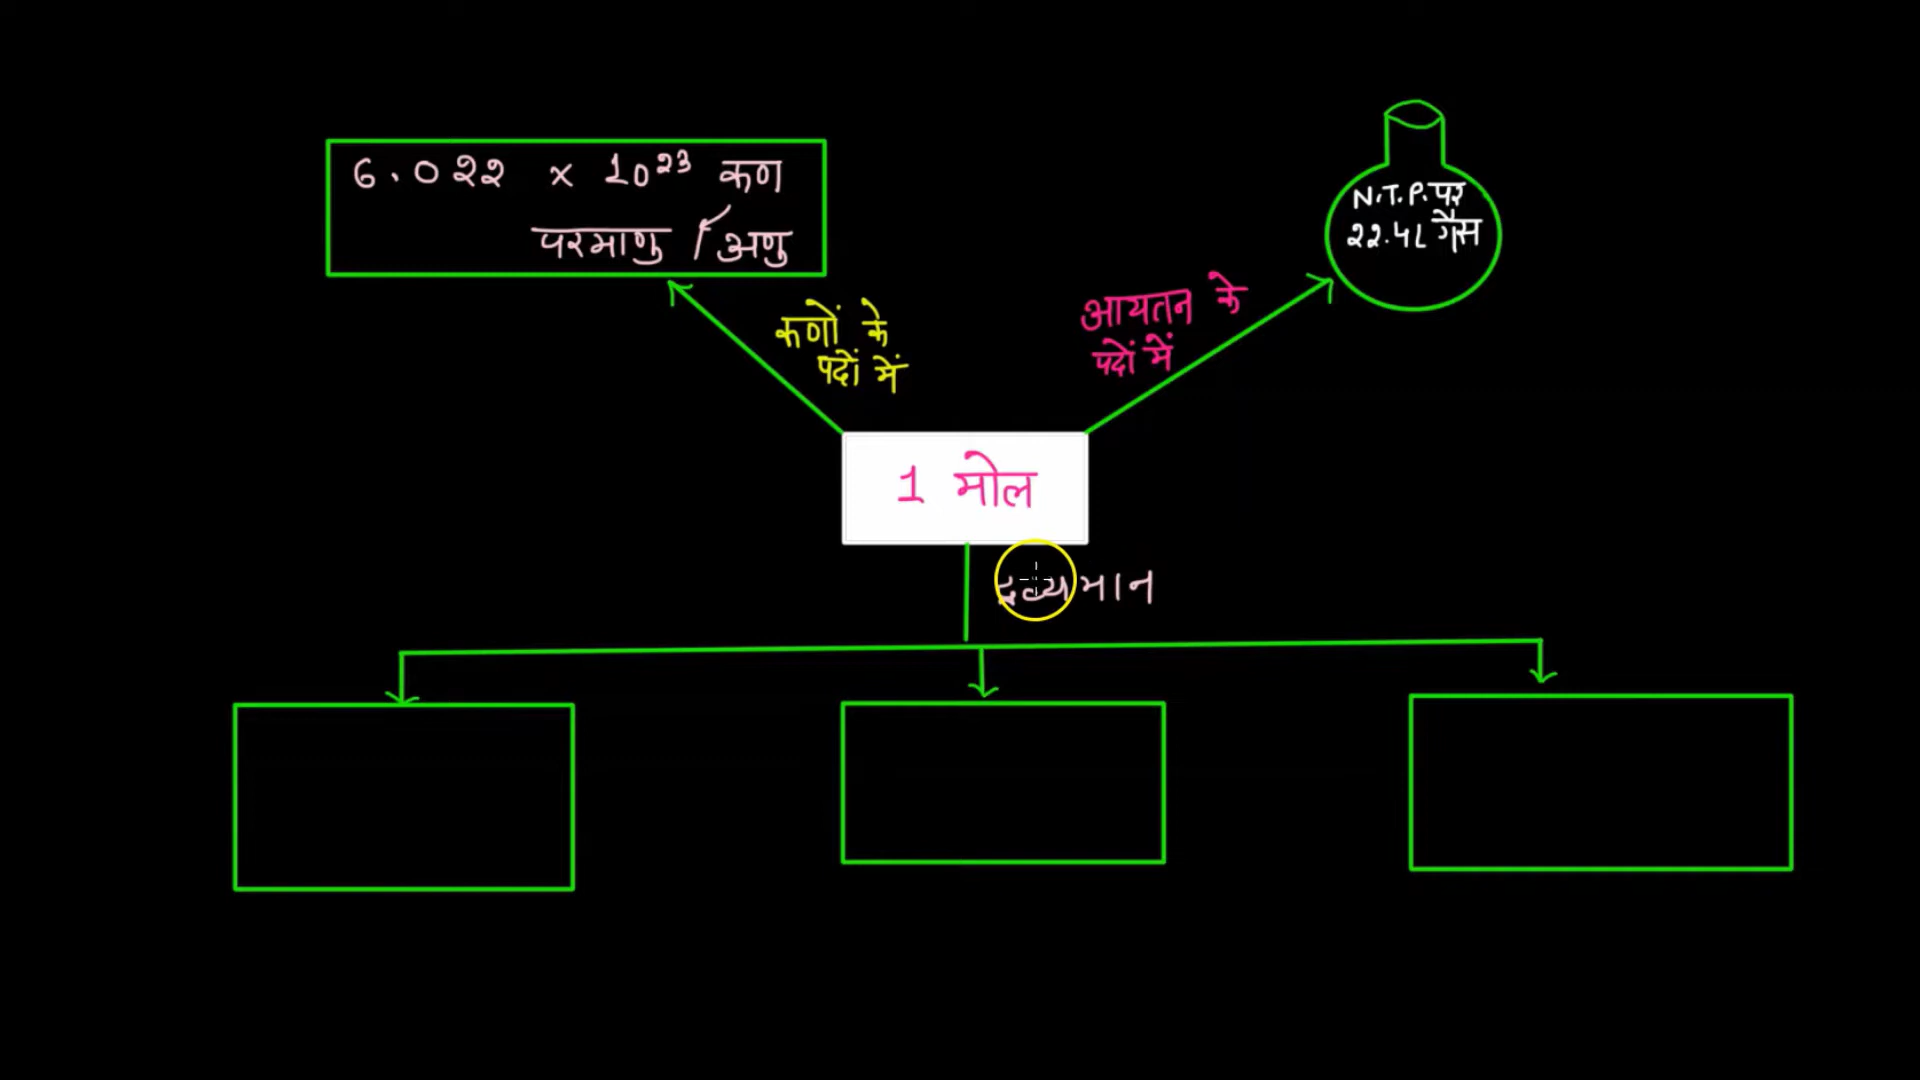 6.022 x 10²³ कण
परमाणु / अणु
N.T.P. पर
22.4L गैस
कणों के
पदों में
आयतन के
पदों में
1 मोल
द्रव्यमान